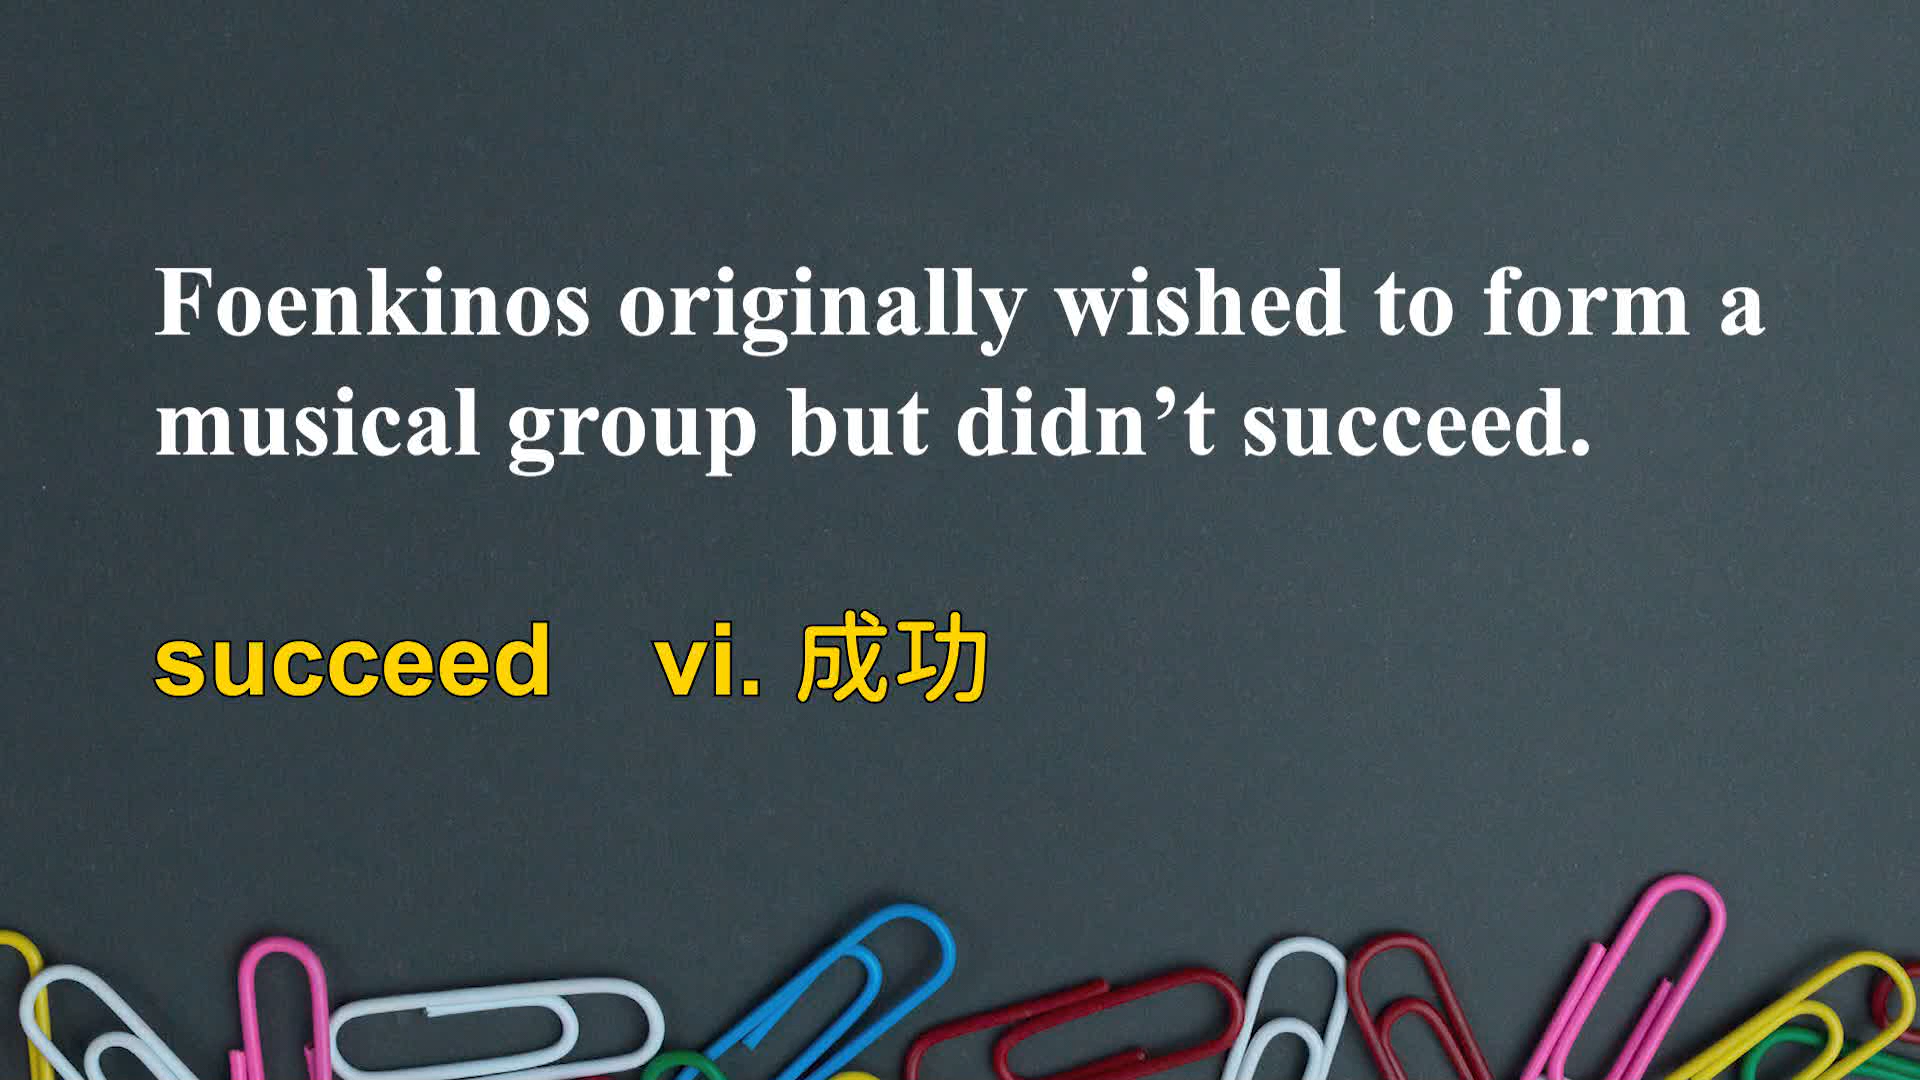 Foenkinos originally wished to form a
musical group but didn’t succeed.
succeed vi. 成功